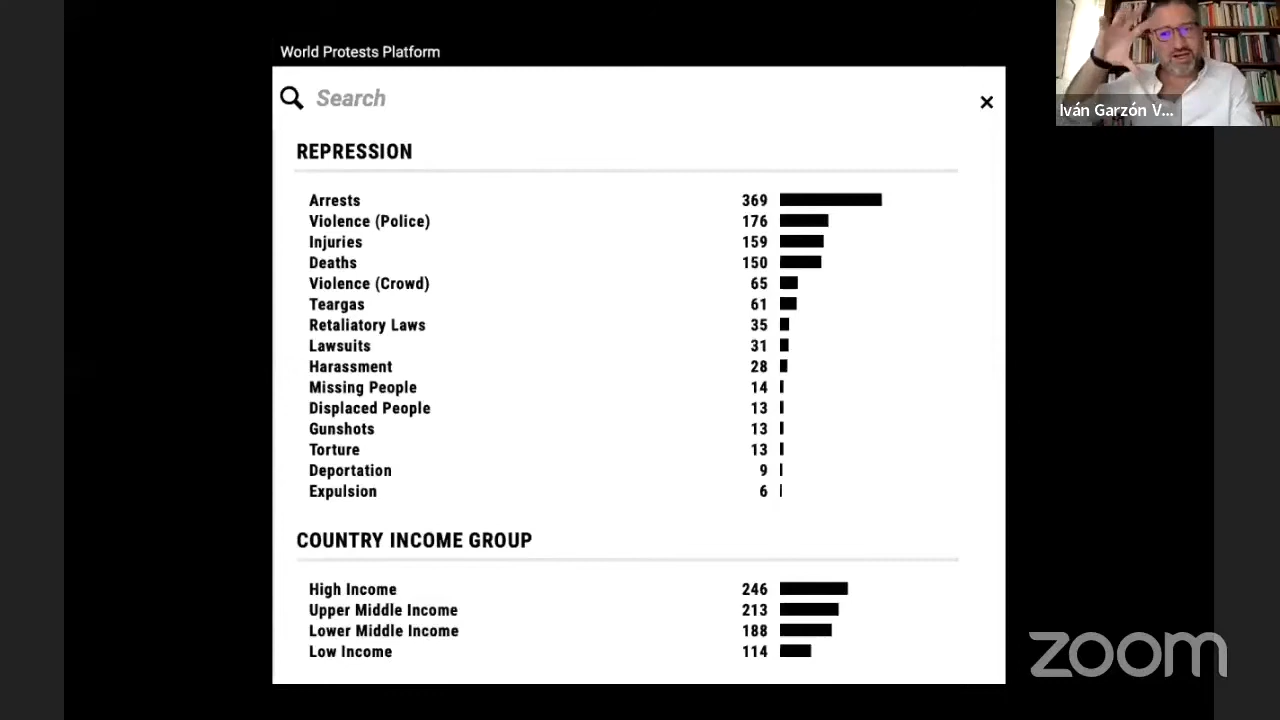 World Protests Platform
Search
REPRESSION
Arrests 369
Violence (Police) 176
Injuries 159
Deaths 150
Violence (Crowd) 65
Teargas 61
Retaliatory Laws 35
Lawsuits 31
Harassment 28
Missing People 14
Displaced People 13
Gunshots 13
Torture 13
Deportation 9
Expulsion 6
COUNTRY INCOME GROUP
High Income 246
Upper Middle Income 213
Lower Middle Income 188
Low Income 114
Iván Garzón V...
zoom